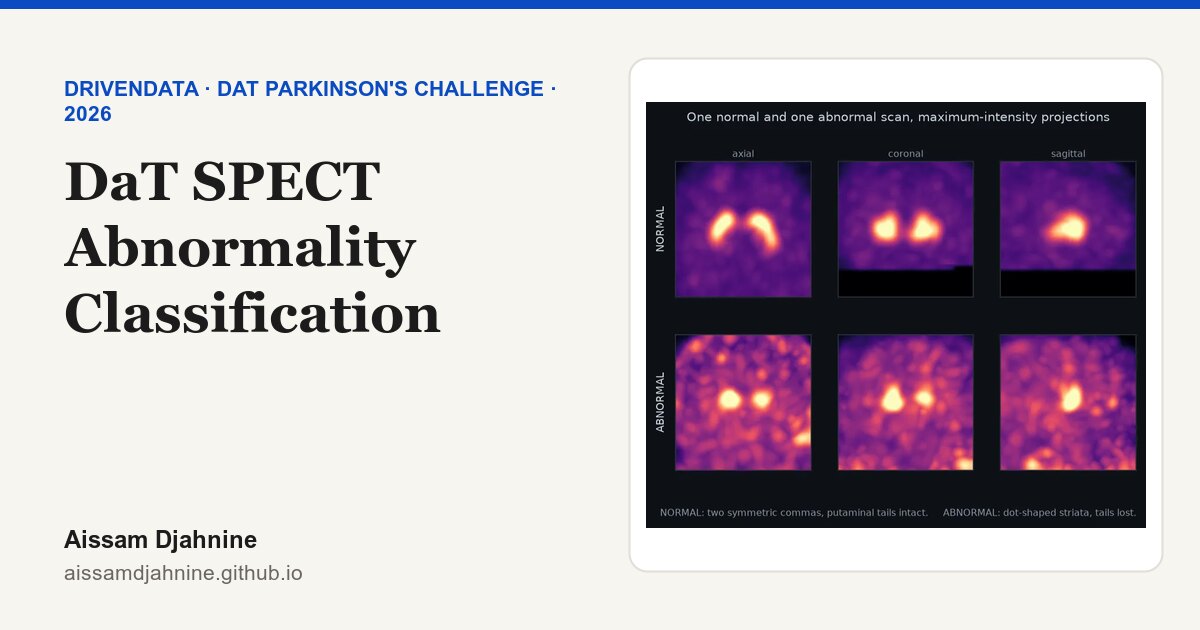 DRIVENDATA · DAT PARKINSON'S CHALLENGE ·
2026
DaT SPECT
Abnormality
Classification
Aissam Djahnine
aissamdjahnine.github.io
One normal and one abnormal scan, maximum-intensity projections
axial
coronal
sagittal
NORMAL
ABNORMAL
NORMAL: two symmetric commas, putaminal tails intact.
ABNORMAL: dot-shaped striata, tails lost.